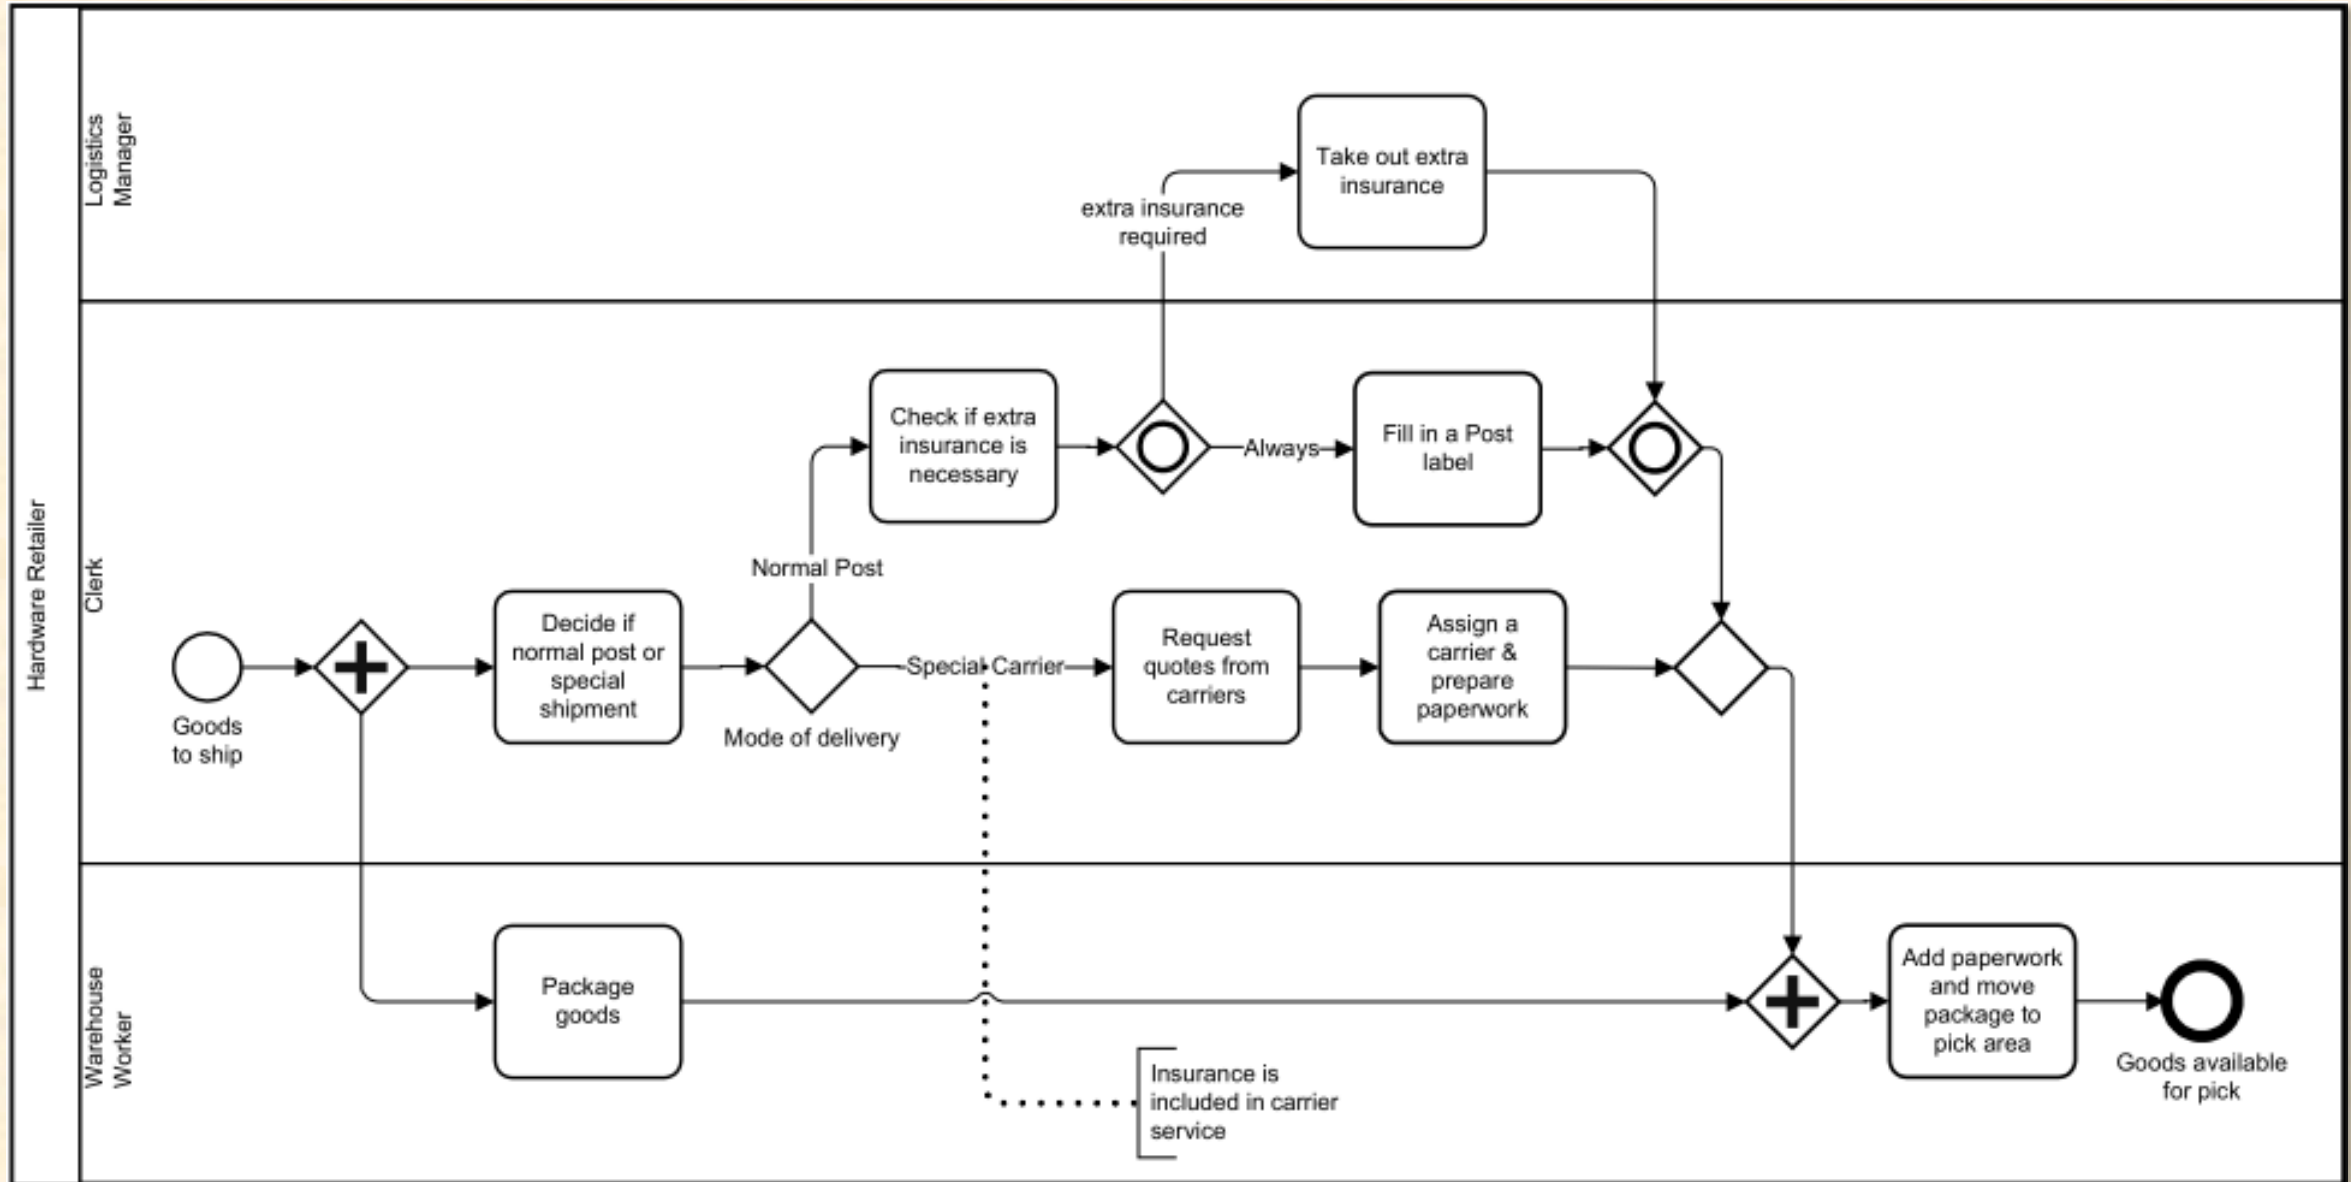 Hardware Retailer
Logistics
Manager
Take out extra
insurance
extra insurance
required
Clerk
Check if extra
insurance is
necessary
Always
Fill in a Post
label
Normal Post
Goods
to ship
Decide if
normal post or
special
shipment
Mode of delivery
Special Carrier
Request
quotes from
carriers
Assign a
carrier &
prepare
paperwork
Warehouse
Worker
Package
goods
Insurance is
included in carrier
service
Add paperwork
and move
package to
pick area
Goods available
for pick